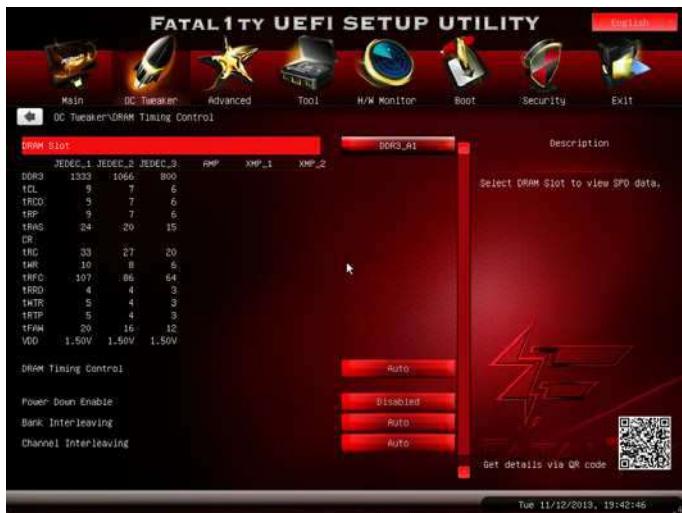 FATAL1TY UEFI SETUP UTILITY
English
Main OC Tweaker Advanced Tool H/W Monitor Boot Security Exit
OC Tweaker\DRAM Timing Control
DRAM Slot DDR3_A1
Description
Select DRAM Slot to view SPD data.
JEDEC_1 JEDEC_2 JEDEC_3 AMP XMP_1 XMP_2
DDR3 1333 1066 800
tCL 9 7 6
tRCD 9 7 6
tRP 9 7 6
tRAS 24 20 15
CR
tRC 33 27 20
tWR 10 8 6
tRFC 107 86 64
tRRD 4 4 3
tWTR 5 4 3
tRTP 5 4 3
tFAW 20 16 12
VDD 1.50V 1.50V 1.50V
DRAM Timing Control Auto
Power Down Enable Disabled
Bank Interleaving Auto
Channel Interleaving Auto
Get details via QR code
Tue 11/12/2013, 19:42:46